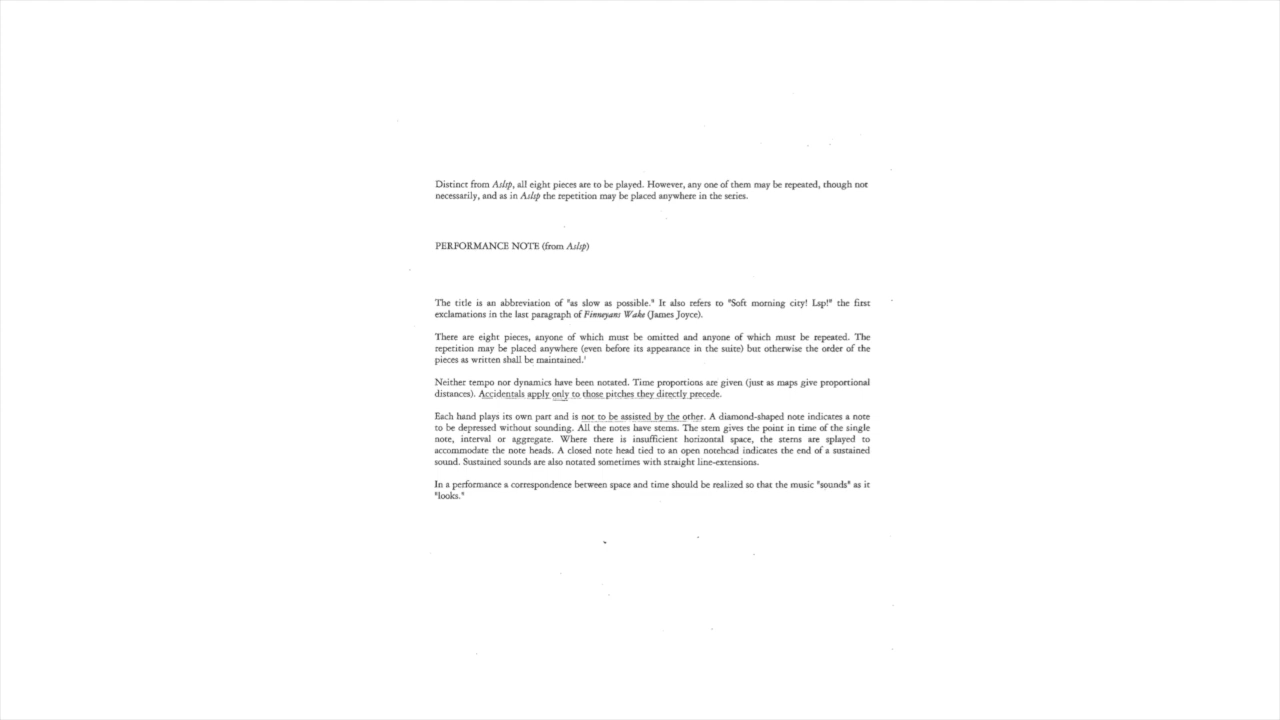 Distinct from Aslsp, all eight pieces are to be played. However, any one of them may be repeated, though not
necessarily, and as in Aslsp the repetition may be placed anywhere in the series.
PERFORMANCE NOTE (from Aslsp)
The title is an abbreviation of "as slow as possible." It also refers to "Soft morning city! Lsp!" the first
exclamations in the last paragraph of Finneyans Wake (James Joyce).
There are eight pieces, anyone of which must be omitted and anyone of which must be repeated. The
repetition may be placed anywhere (even before its appearance in the suite) but otherwise the order of the
pieces as written shall be maintained.¹
Neither tempo nor dynamics have been notated. Time proportions are given (just as maps give proportional
distances). Accidentals apply only to those pitches they directly precede.
Each hand plays its own part and is not to be assisted by the other. A diamond-shaped note indicates a note
to be depressed without sounding. All the notes have stems. The stem gives the point in time of the single
note, interval or aggregate. Where there is insufficient horizontal space, the stems are splayed to
accommodate the note heads. A closed note head tied to an open notehead indicates the end of a sustained
sound. Sustained sounds are also notated sometimes with straight line-extensions.
In a performance a correspondence between space and time should be realized so that the music "sounds" as it
"looks."